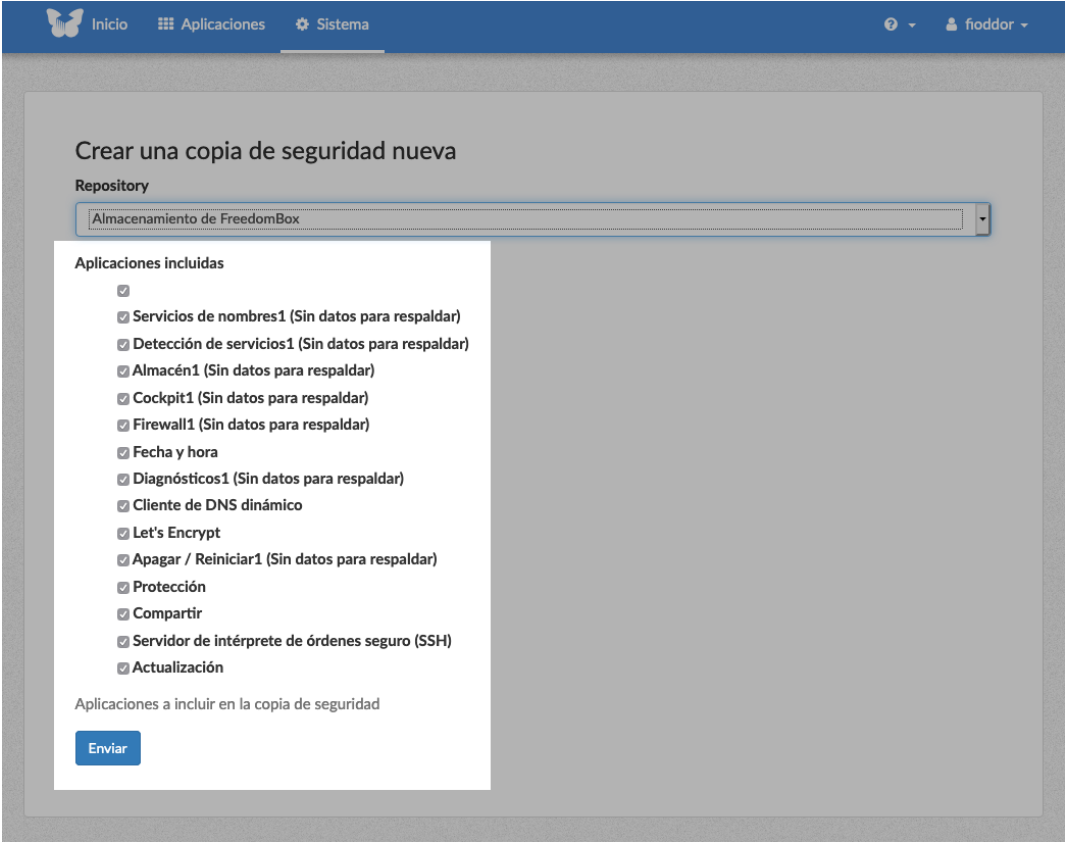 Inicio Aplicaciones Sistema fioddor
Crear una copia de seguridad nueva
Repository
Almacenamiento de FreedomBox
Aplicaciones incluidas
Servicios de nombres1 (Sin datos para respaldar)
Detección de servicios1 (Sin datos para respaldar)
Almacén1 (Sin datos para respaldar)
Cockpit1 (Sin datos para respaldar)
Firewall1 (Sin datos para respaldar)
Fecha y hora
Diagnósticos1 (Sin datos para respaldar)
Cliente de DNS dinámico
Let's Encrypt
Apagar / Reiniciar1 (Sin datos para respaldar)
Protección
Compartir
Servidor de intérprete de órdenes seguro (SSH)
Actualización
Aplicaciones a incluir en la copia de seguridad
Enviar